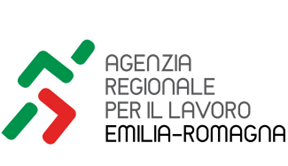 AGENZIA
REGIONALE
PER IL LAVORO
EMILIA-ROMAGNA